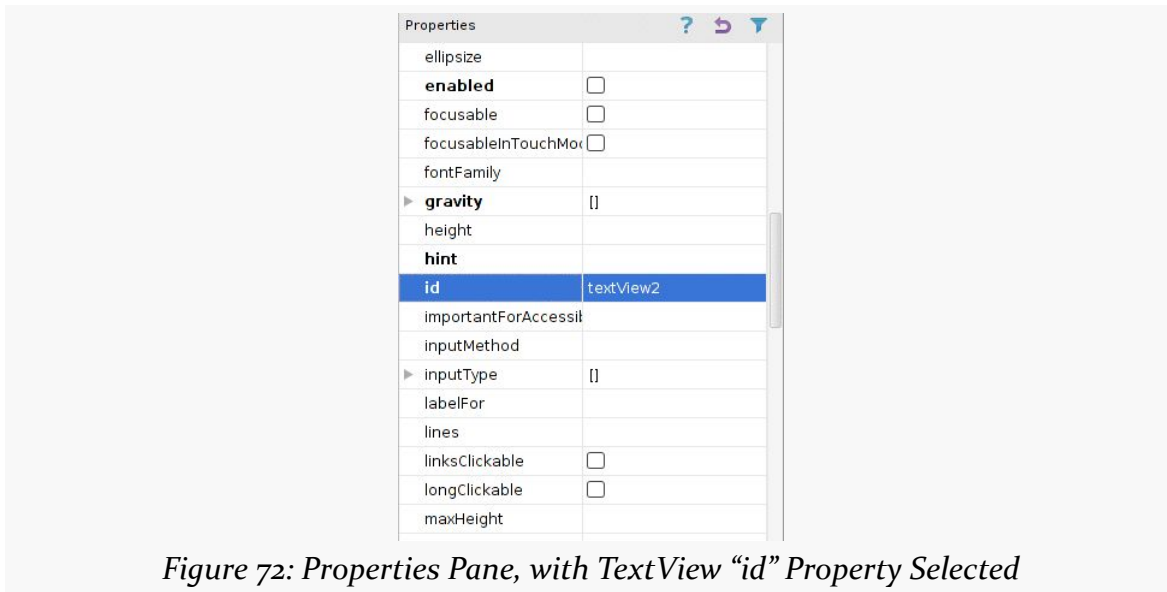 Properties ?
ellipsize
enabled
focusable
focusableInTouchMo
fontFamily
gravity []
height
hint
id textView2
importantForAccessib
inputMethod
inputType []
labelFor
lines
linksClickable
longClickable
maxHeight
Figure 72: Properties Pane, with TextView “id” Property Selected